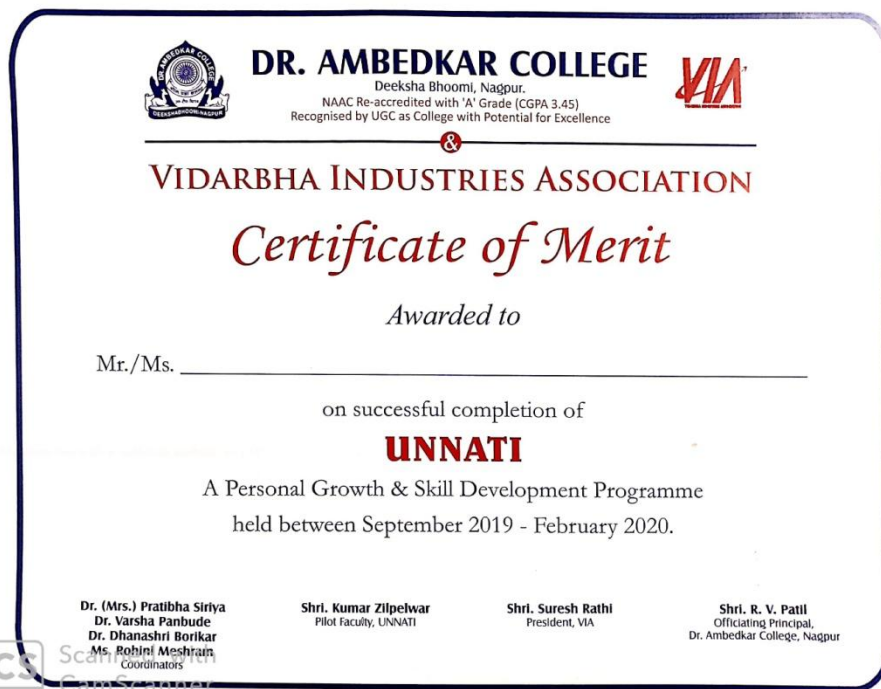 DR. AMBEDKAR COLLEGE
DEEKSHABHOOMI-NAGPUR
Deeksha Bhoomi, Nagpur.
NAAC Re-accredited with 'A' Grade (CGPA 3.45)
Recognised by UGC as College with Potential for Excellence
VIA
&
VIDARBHA INDUSTRIES ASSOCIATION
Certificate of Merit
Awarded to
Mr./Ms.
on successful completion of
UNNATI
A Personal Growth & Skill Development Programme
held between September 2019 - February 2020.
Dr. (Mrs.) Pratibha Siriya
Dr. Varsha Panbude
Dr. Dhanashri Borikar
Ms. Rohini Meshram
Coordinators
Shri. Kumar Zilpelwar
Pilot Faculty, UNNATI
Shri. Suresh Rathi
President, VIA
Shri. R. V. Patil
Officiating Principal,
Dr. Ambedkar College, Nagpur
CS Scanned with
CamScanner